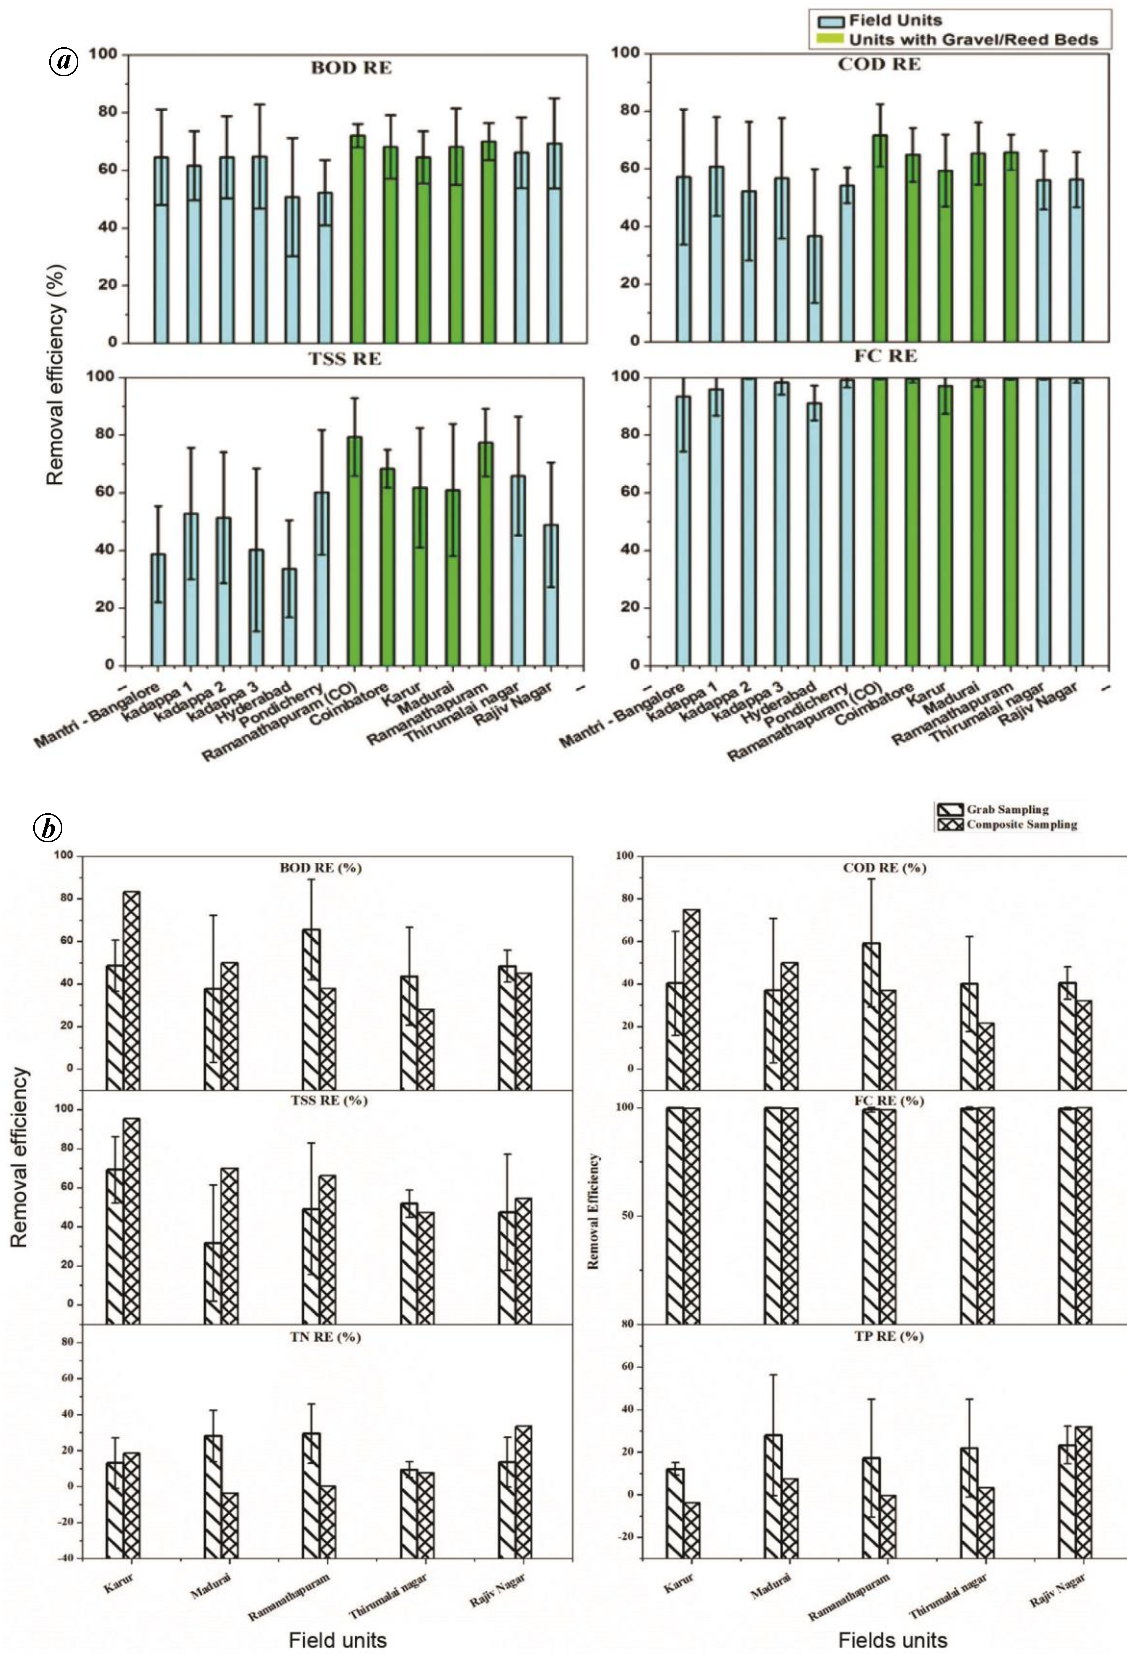 Field Units
Units with Gravel/Reed Beds
a
BOD RE
COD RE
100
80
60
40
20
0
100
80
60
40
20
0
Removal efficiency (%)
TSS RE
FC RE
100
80
60
40
20
0
100
80
60
40
20
0
--
Mantri - Bangalore
kadappa 1
kadappa 2
kadappa 3
Hyderabad
Pondicherry
Ramanathapuram (CO)
Coimbatore
Karur
Madurai
Ramanathapuram
Thirumalai nagar
Rajiv Nagar
--
--
Mantri - Bangalore
kadappa 1
kadappa 2
kadappa 3
Hyderabad
Pondicherry
Ramanathapuram (CO)
Coimbatore
Karur
Madurai
Ramanathapuram
Thirumalai nagar
Rajiv Nagar
--
b
Grab Sampling
Composite Sampling
BOD RE (%)
COD RE (%)
100
80
60
40
20
0
100
80
60
40
20
0
Removal efficiency
TSS RE (%)
FC RE (%)
100
80
60
40
20
0
Removal Efficiency
100
50
80
TN RE (%)
TP RE (%)
80
60
40
20
0
-20
-40
60
40
20
0
-20
Karur
Madurai
Ramanathapuram
Thirumalai nagar
Rajiv Nagar
Karur
Madurai
Ramanathapuram
Thirumalai nagar
Rajiv Nagar
Field units
Fields units